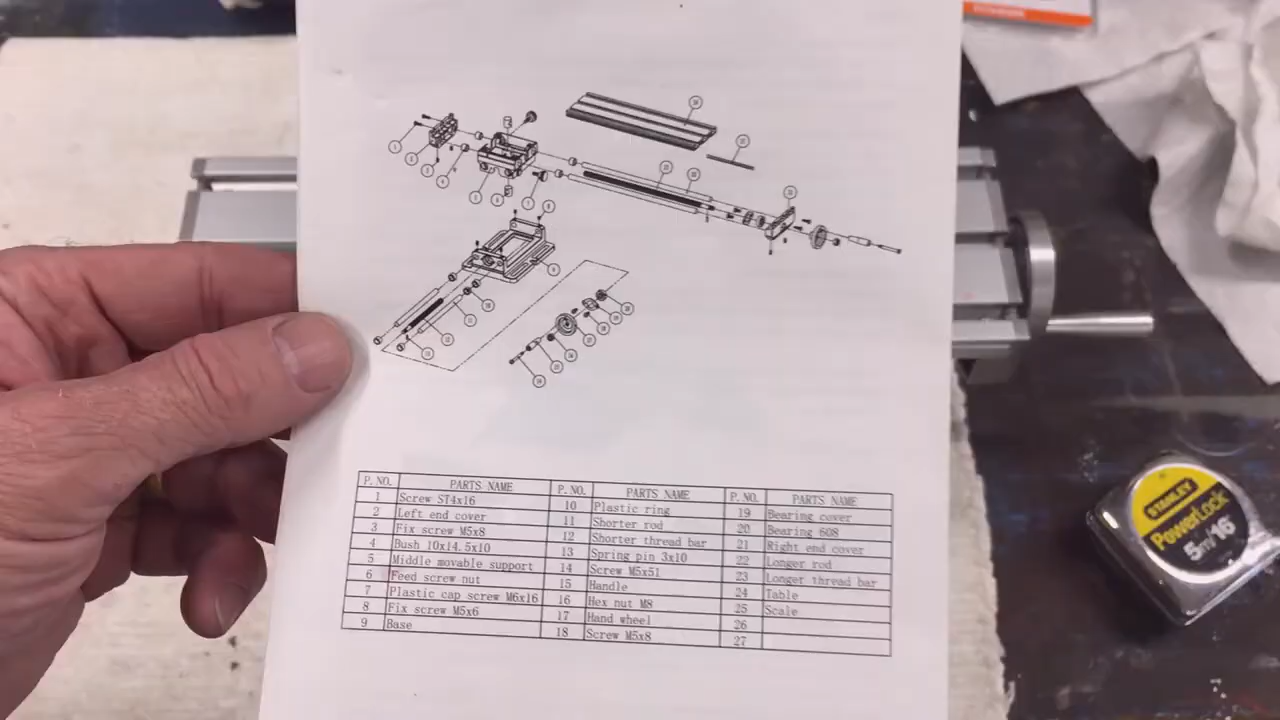 P. NO. PARTS NAME P. NO. PARTS NAME P. NO. PARTS NAME
1 Screw ST4x16 10 Plastic ring 19 Bearing cover
2 Left end cover 11 Shorter rod 20 Bearing 608
3 Fix screw M5x8 12 Shorter thread bar 21 Right end cover
4 Bush 10x14.5x10 13 Spring pin 3x10 22 Longer rod
5 Middle movable support 14 Screw M5x51 23 Longer thread bar
6 Feed screw nut 15 Handle 24 Table
7 Plastic cap screw M6x16 16 Hex nut M8 25 Scale
8 Fix screw M5x6 17 Hand wheel 26
9 Base 18 Screw M5x8 27
STANLEY
PowerLock
5m/16'